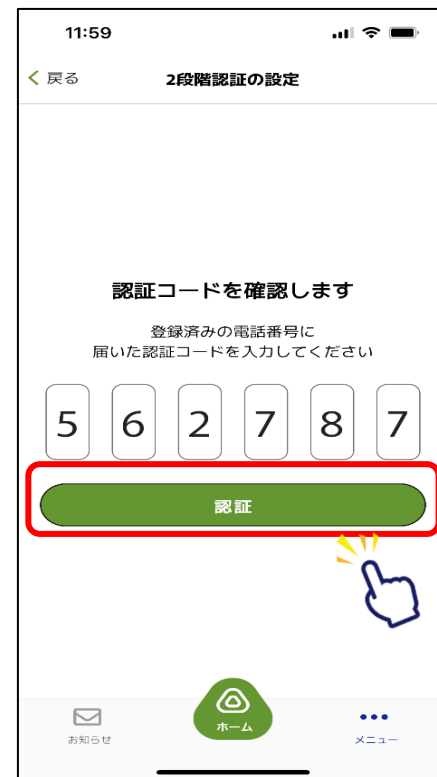 11:59
戻る
2段階認証の設定
認証コードを確認します
登録済みの電話番号に
届いた認証コードを入力してください
5 6 2 7 8 7
認証
お知らせ
ホーム
メニュー